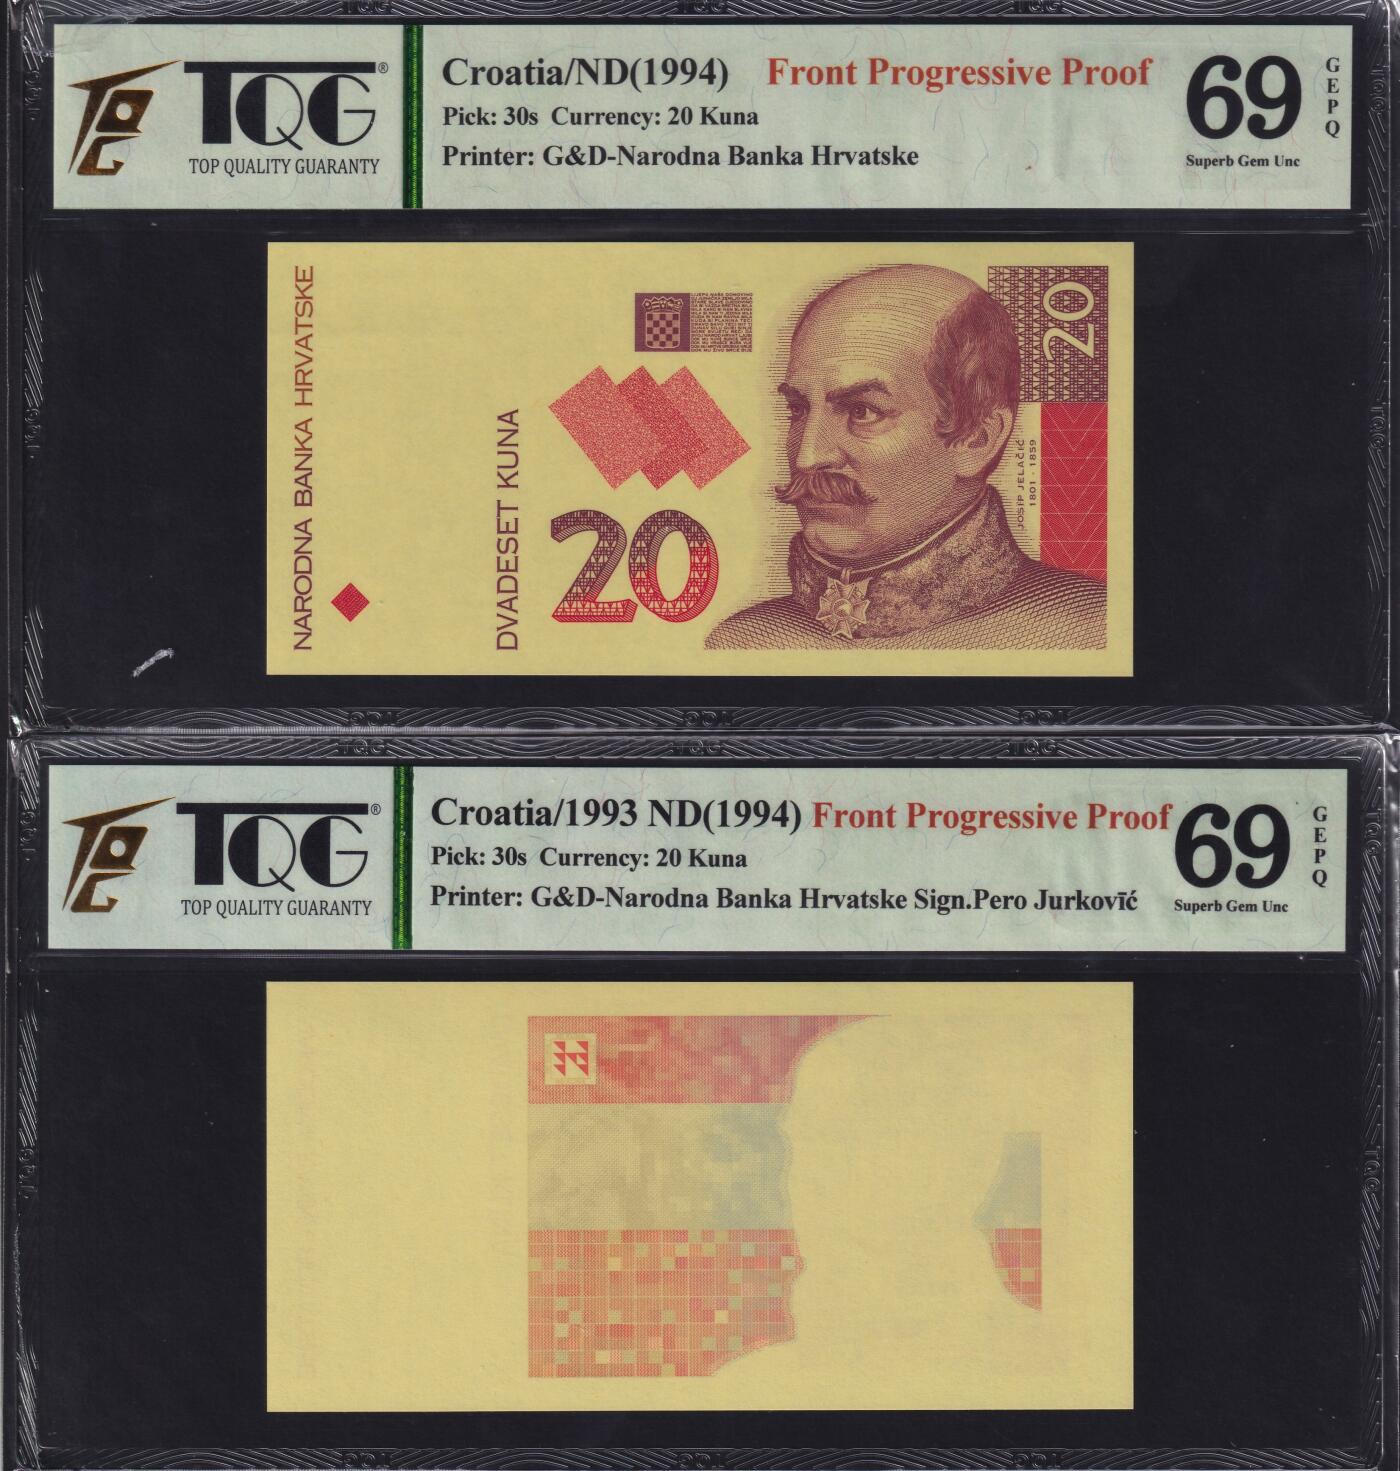 TQG®
TOP QUALITY GUARANTY
Croatia/ND(1994) Front Progressive Proof
Pick: 30s Currency: 20 Kuna
Printer: G&D-Narodna Banka Hrvatske
69
Superb Gem Unc
GEPQ
NARODNA BANKA HRVATSKE
DVADESET KUNA
20
20
JOSIP JELAČIĆ
1801 - 1859
TQG®
TOP QUALITY GUARANTY
Croatia/1993 ND(1994) Front Progressive Proof
Pick: 30s Currency: 20 Kuna
Printer: G&D-Narodna Banka Hrvatske Sign.Pero Jurkovīć
69
Superb Gem Unc
GEPQ